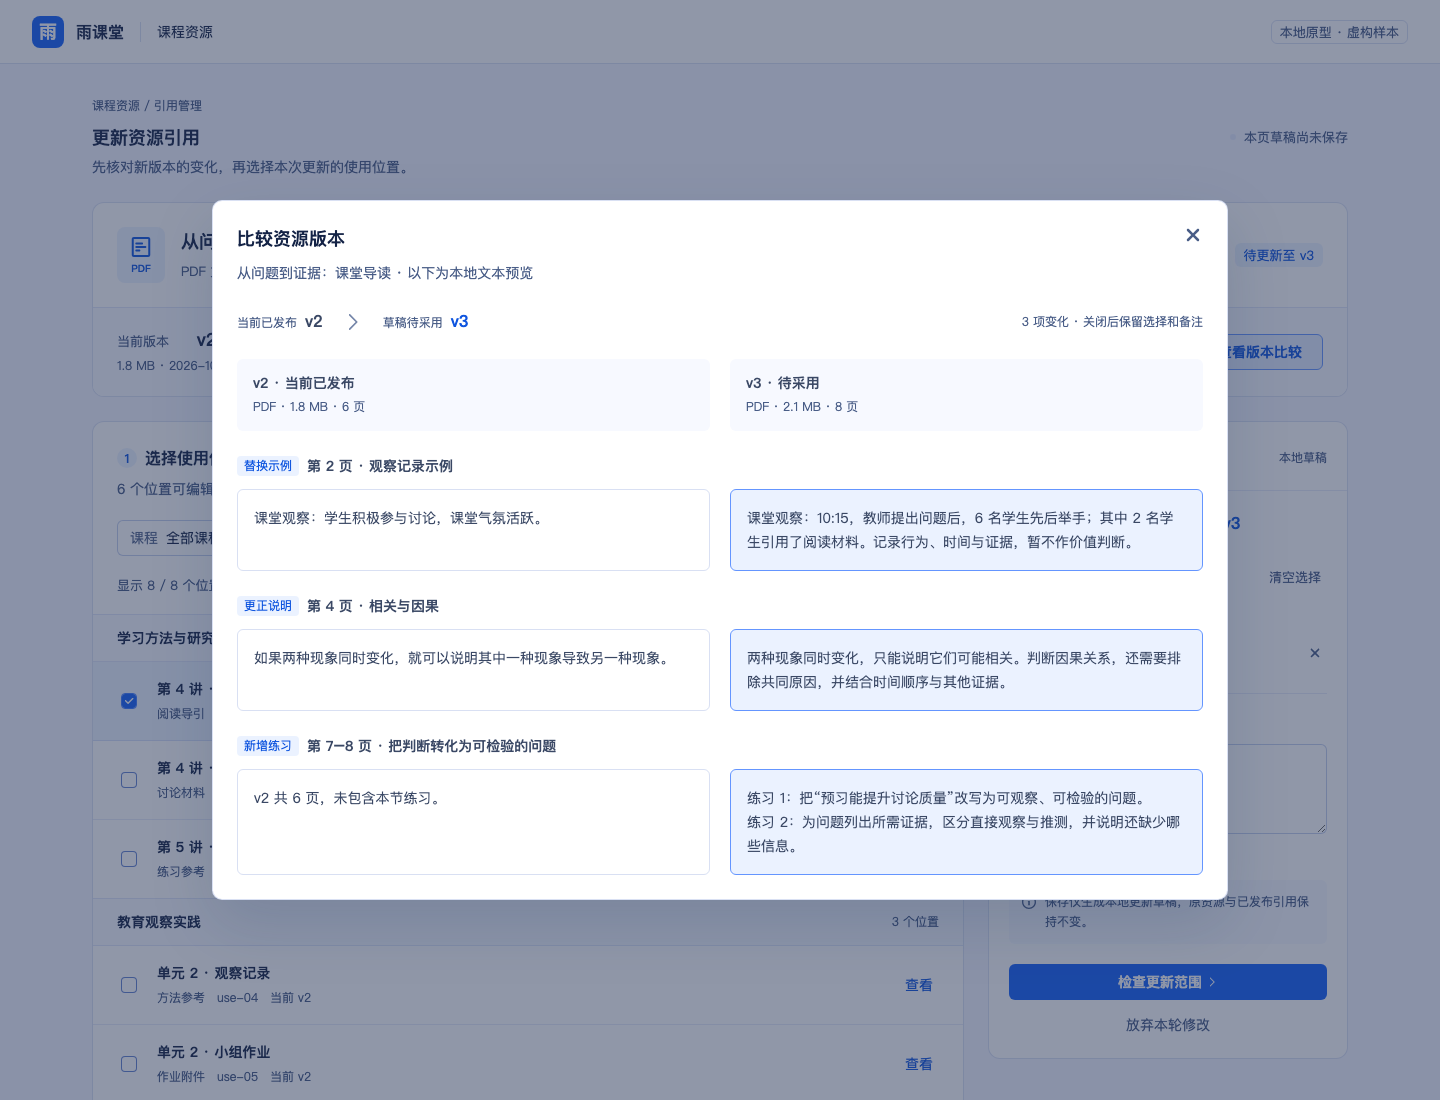 雨 雨课堂 课程资源 本地原型 · 虚构样本
课程资源 / 引用管理
更新资源引用
本页草稿尚未保存
先核对新版本的变化，再选择本次更新的使用位置。
从问
PDF
PDF
待更新至 v3
当前版本 v2
1.8 MB · 2026-10
看版本比较
1 选择使用
6 个位置可编辑
课程 全部课
显示 8 / 8 个位
学习方法与研究
第 4 讲 ·
阅读导引
第 4 讲 ·
讨论材料
第 5 讲 ·
练习参考
教育观察实践 3 个位置
单元 2 · 观察记录
方法参考 use-04 当前 v2
查看
单元 2 · 小组作业
作业附件 use-05 当前 v2
查看
本地草稿
v3
清空选择
保存仅生成本地更新草稿，原资源与已发布引用保
持不变。
检查更新范围
放弃本轮修改
比较资源版本
从问题到证据：课堂导读 · 以下为本地文本预览
当前已发布 v2 草稿待采用 v3 3 项变化 · 关闭后保留选择和备注
v2 · 当前已发布
PDF · 1.8 MB · 6 页
v3 · 待采用
PDF · 2.1 MB · 8 页
替换示例 第 2 页 · 观察记录示例
课堂观察：学生积极参与讨论，课堂气氛活跃。
课堂观察：10:15，教师提出问题后，6 名学生先后举手；其中 2 名学
生引用了阅读材料。记录行为、时间与证据，暂不作价值判断。
更正说明 第 4 页 · 相关与因果
如果两种现象同时变化，就可以说明其中一种现象导致另一种现象。
两种现象同时变化，只能说明它们可能相关。判断因果关系，还需要排
除共同原因，并结合时间顺序与其他证据。
新增练习 第 7–8 页 · 把判断转化为可检验的问题
v2 共 6 页，未包含本节练习。
练习 1：把“预习能提升讨论质量”改写为可观察、可检验的问题。
练习 2：为问题列出所需证据，区分直接观察与推测，并说明还缺少哪
些信息。